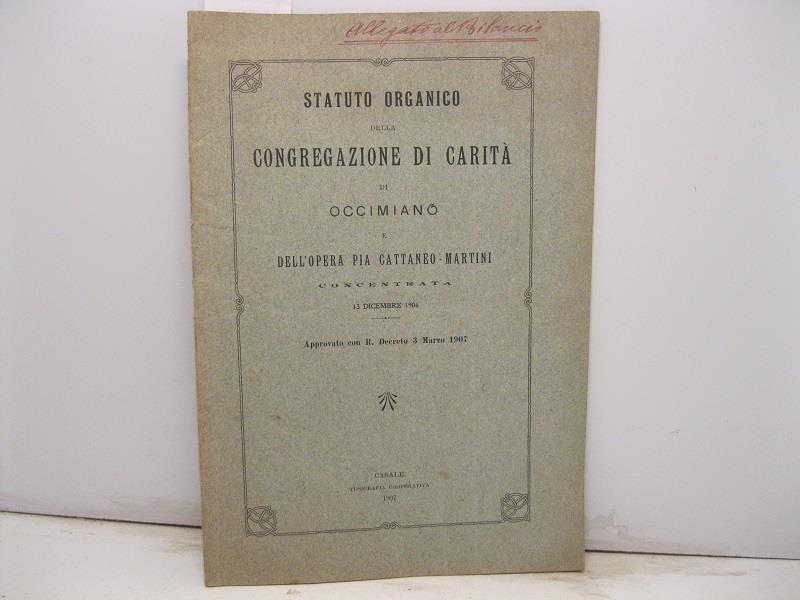 Allegato al Bilancio
STATUTO ORGANICO
DELLA
CONGREGAZIONE DI CARITÀ
DI
OCCIMIANO
E
DELL'OPERA PIA CATTANEO-MARTINI
CONCENTRATA
13 DICEMBRE 1906
Approvato con R. Decreto 3 Marzo 1907
CASALE
TIPOGRAFIA COOPERATIVA
1907